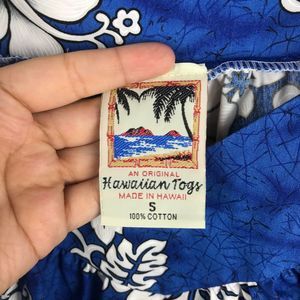 AN ORIGINAL
Hawaiian Togs
MADE IN HAWAII
S
100% COTTON